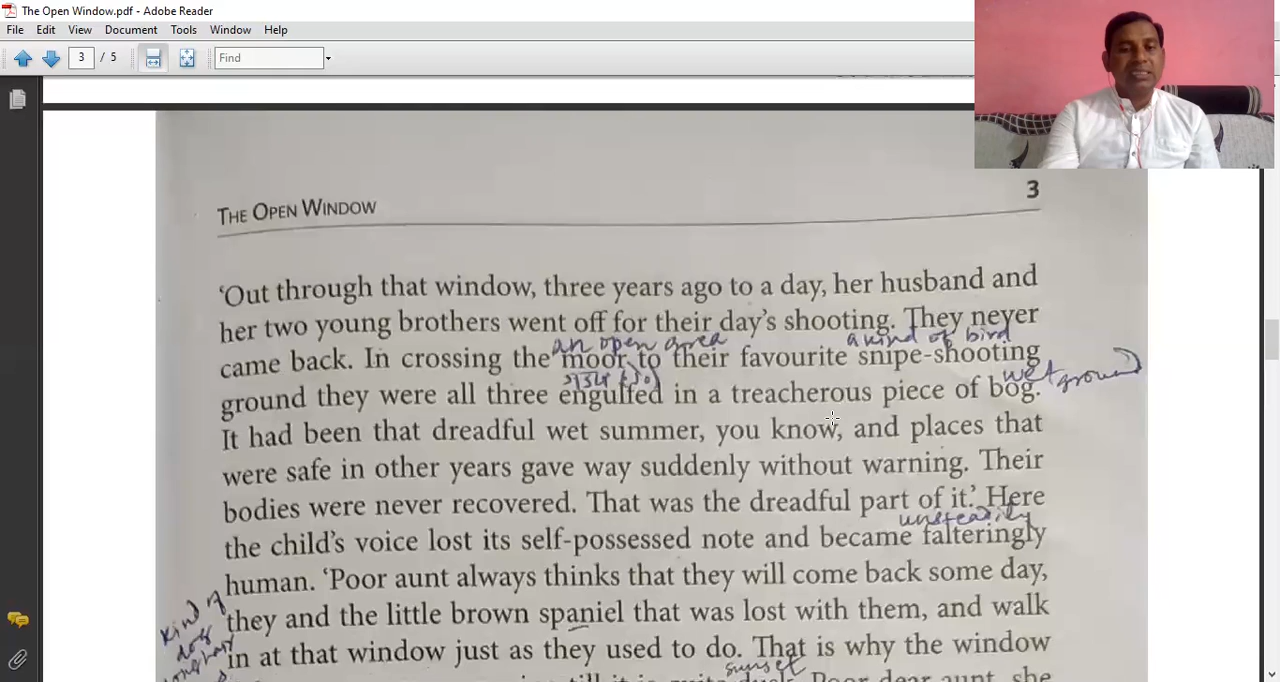 The Open Window.pdf - Adobe Reader
File Edit View Document Tools Window Help
3 / 5 Find
THE OPEN WINDOW 3
‘Out through that window, three years ago to a day, her husband and
her two young brothers went off for their day’s shooting. They never
an open area a kind of bird
came back. In crossing the moor to their favourite snipe-shooting
wet ground
ground they were all three engulfed in a treacherous piece of bog.
It had been that dreadful wet summer, you know, and places that
were safe in other years gave way suddenly without warning. Their
bodies were never recovered. That was the dreadful part of it.’ Here
unsteadily
the child’s voice lost its self-possessed note and became falteringly
human. ‘Poor aunt always thinks that they will come back some day,
kind of
they and the little brown spaniel that was lost with them, and walk
dog
in at that window just as they used to do. That is why the window
sunset
Poor dear aunt, she